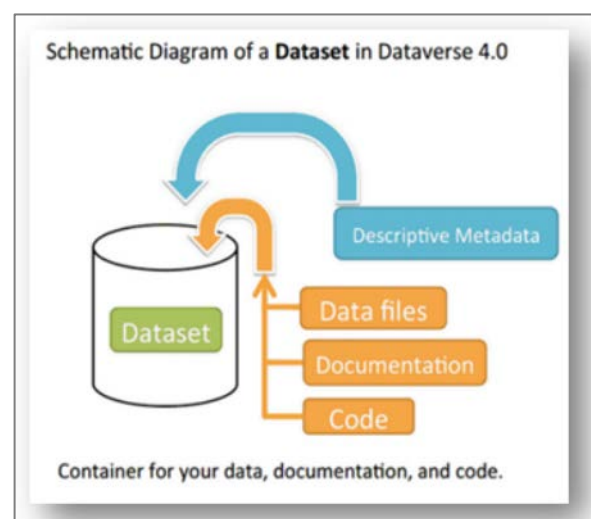 Schematic Diagram of a Dataset in Dataverse 4.0
Descriptive Metadata
Dataset
Data files
Documentation
Code
Container for your data, documentation, and code.